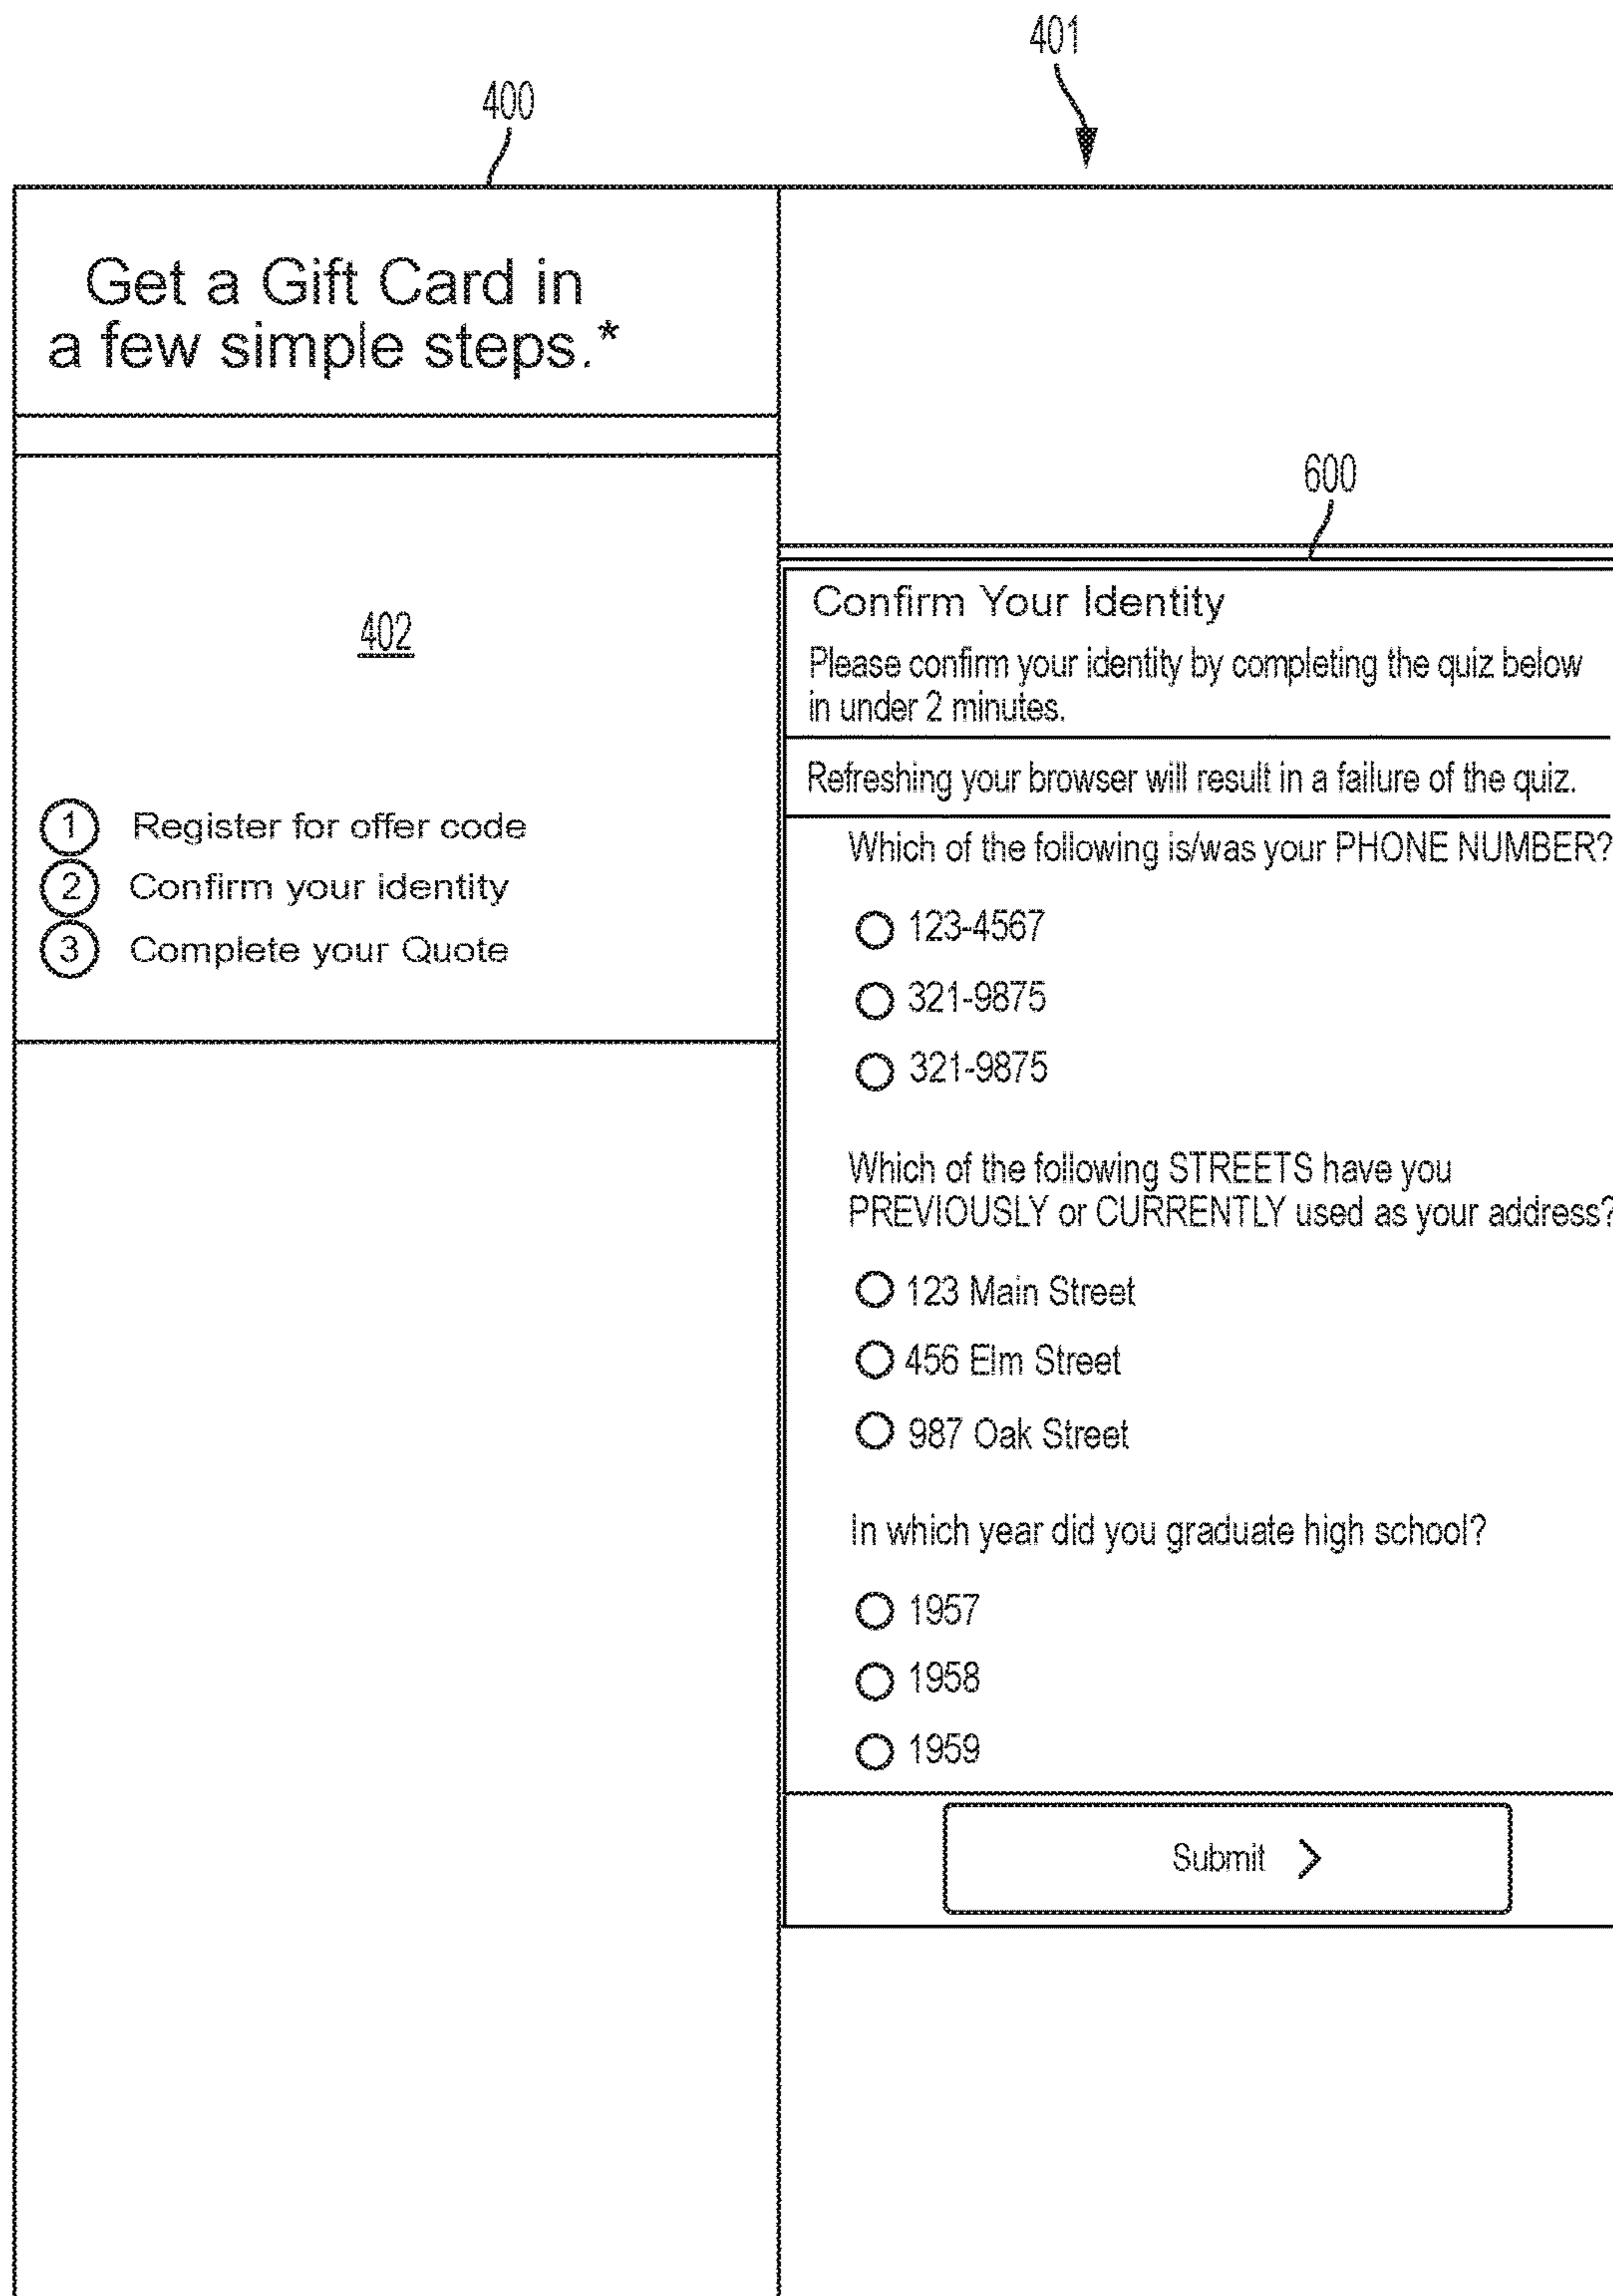 401
400
Get a Gift Card in
a few simple steps.*
402
1 Register for offer code
2 Confirm your identity
3 Complete your Quote
600
Confirm Your Identity
Please confirm your identity by completing the quiz below
in under 2 minutes.
Refreshing your browser will result in a failure of the quiz.
Which of the following is/was your PHONE NUMBER?
123-4567
321-9875
321-9875
Which of the following STREETS have you
PREVIOUSLY or CURRENTLY used as your address?
123 Main Street
456 Elm Street
987 Oak Street
In which year did you graduate high school?
1957
1958
1959
Submit >